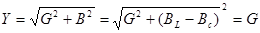 Y = √(G² + B²) = √(G² + (B_L − B_c)²) = G